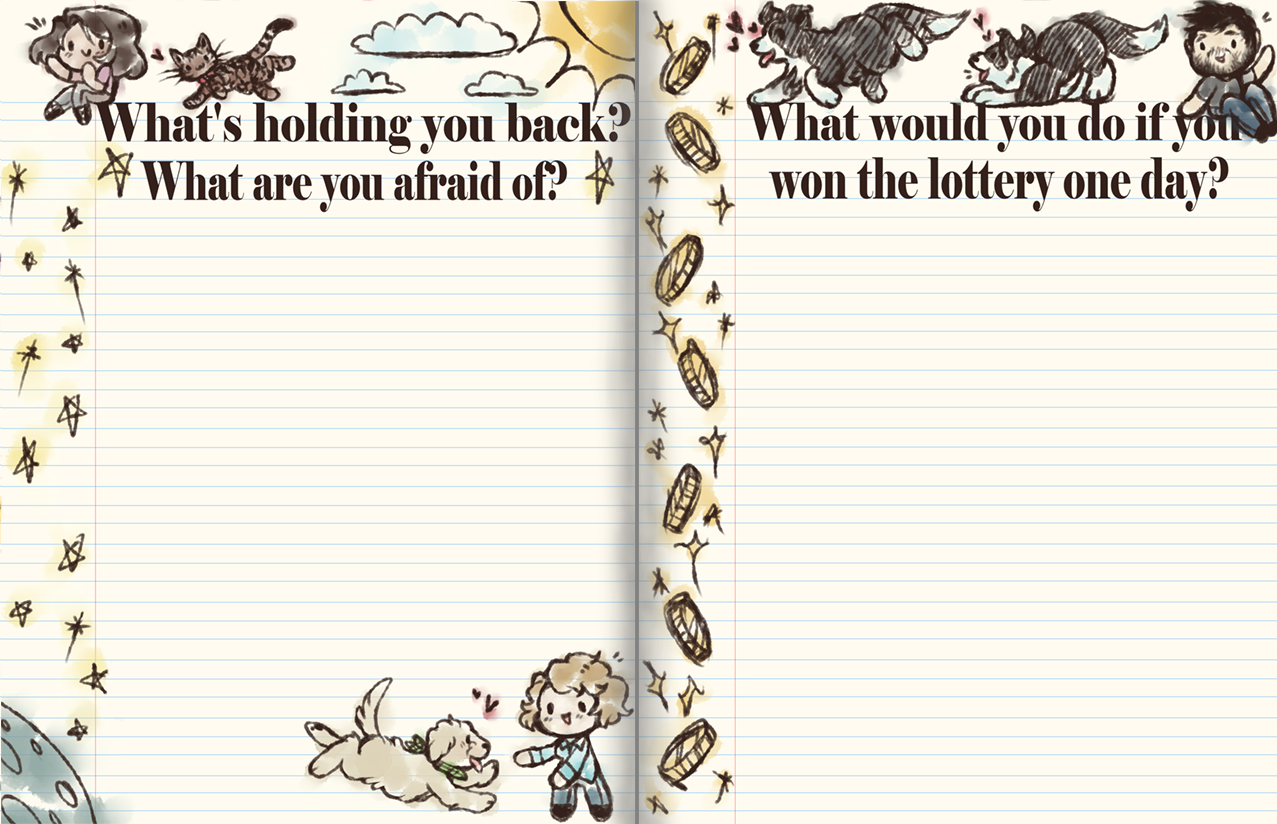 What's holding you back?
What are you afraid of?
What would you do if you
won the lottery one day?